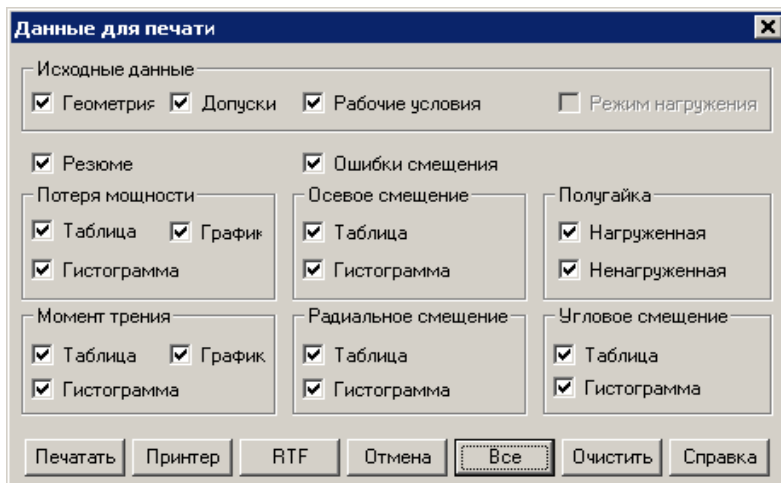 Данные для печати
Исходные данные
Геометрия Допуски Рабочие условия Режим нагружения
Резюме Ошибки смещения
Потеря мощности Осевое смещение Полугайка
Таблица График Таблица Нагруженная
Гистограмма Гистограмма Ненагруженная
Момент трения Радиальное смещение Угловое смещение
Таблица График Таблица Таблица
Гистограмма Гистограмма Гистограмма
Печатать Принтер RTF Отмена Все Очистить Справка